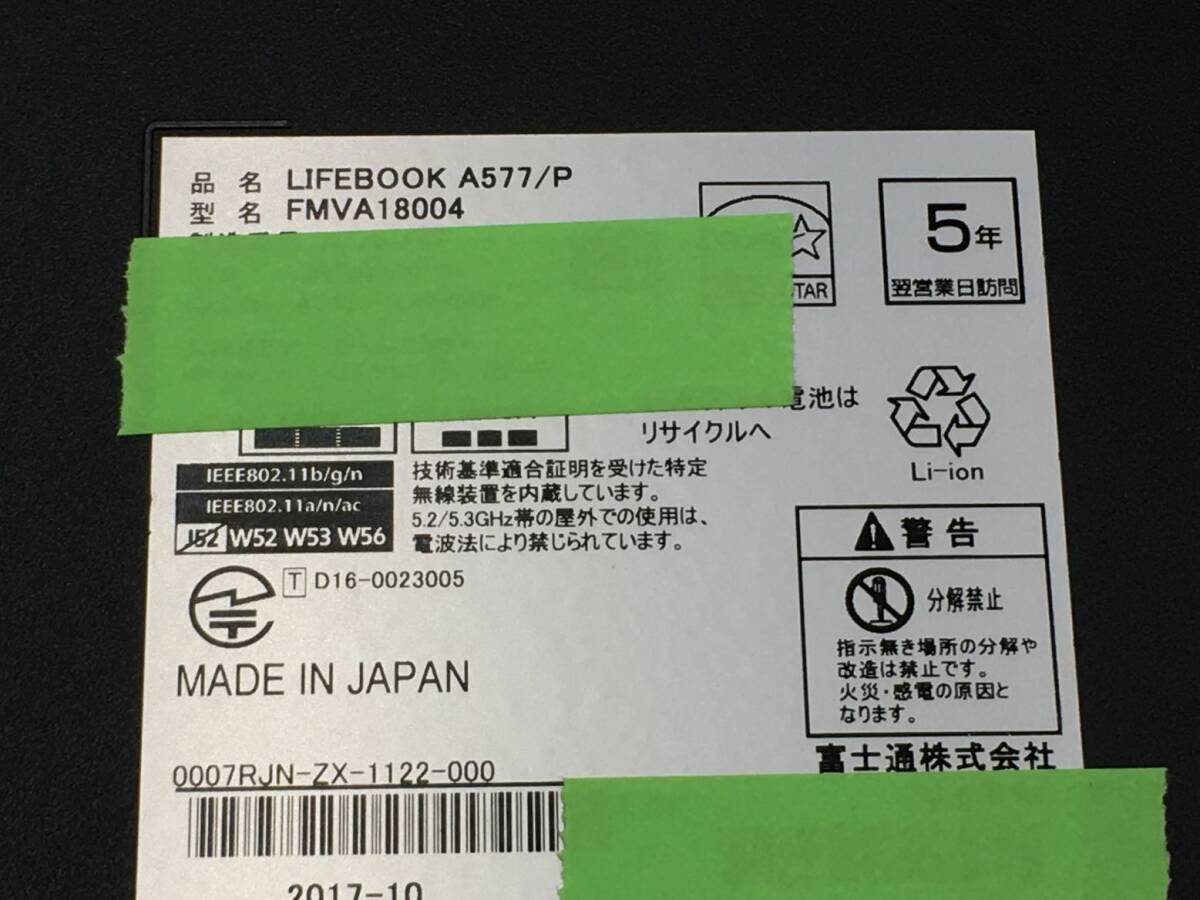 品 名 LIFEBOOK A577/P
型 名 FMVA18004
5年
翌営業日訪問
TAR
電池は
リサイクルへ
Li-ion
IEEE802.11b/g/n
IEEE802.11a/n/ac
J52 W52 W53 W56
技術基準適合証明を受けた特定
無線装置を内蔵しています。
5.2/5.3GHz帯の屋外での使用は、
電波法により禁じられています。
T D16-0023005
MADE IN JAPAN
警告
分解禁止
指示無き場所の分解や
改造は禁止です。
火災・感電の原因と
なります。
富士通株式会社
0007RJN-ZX-1122-000
2017-10